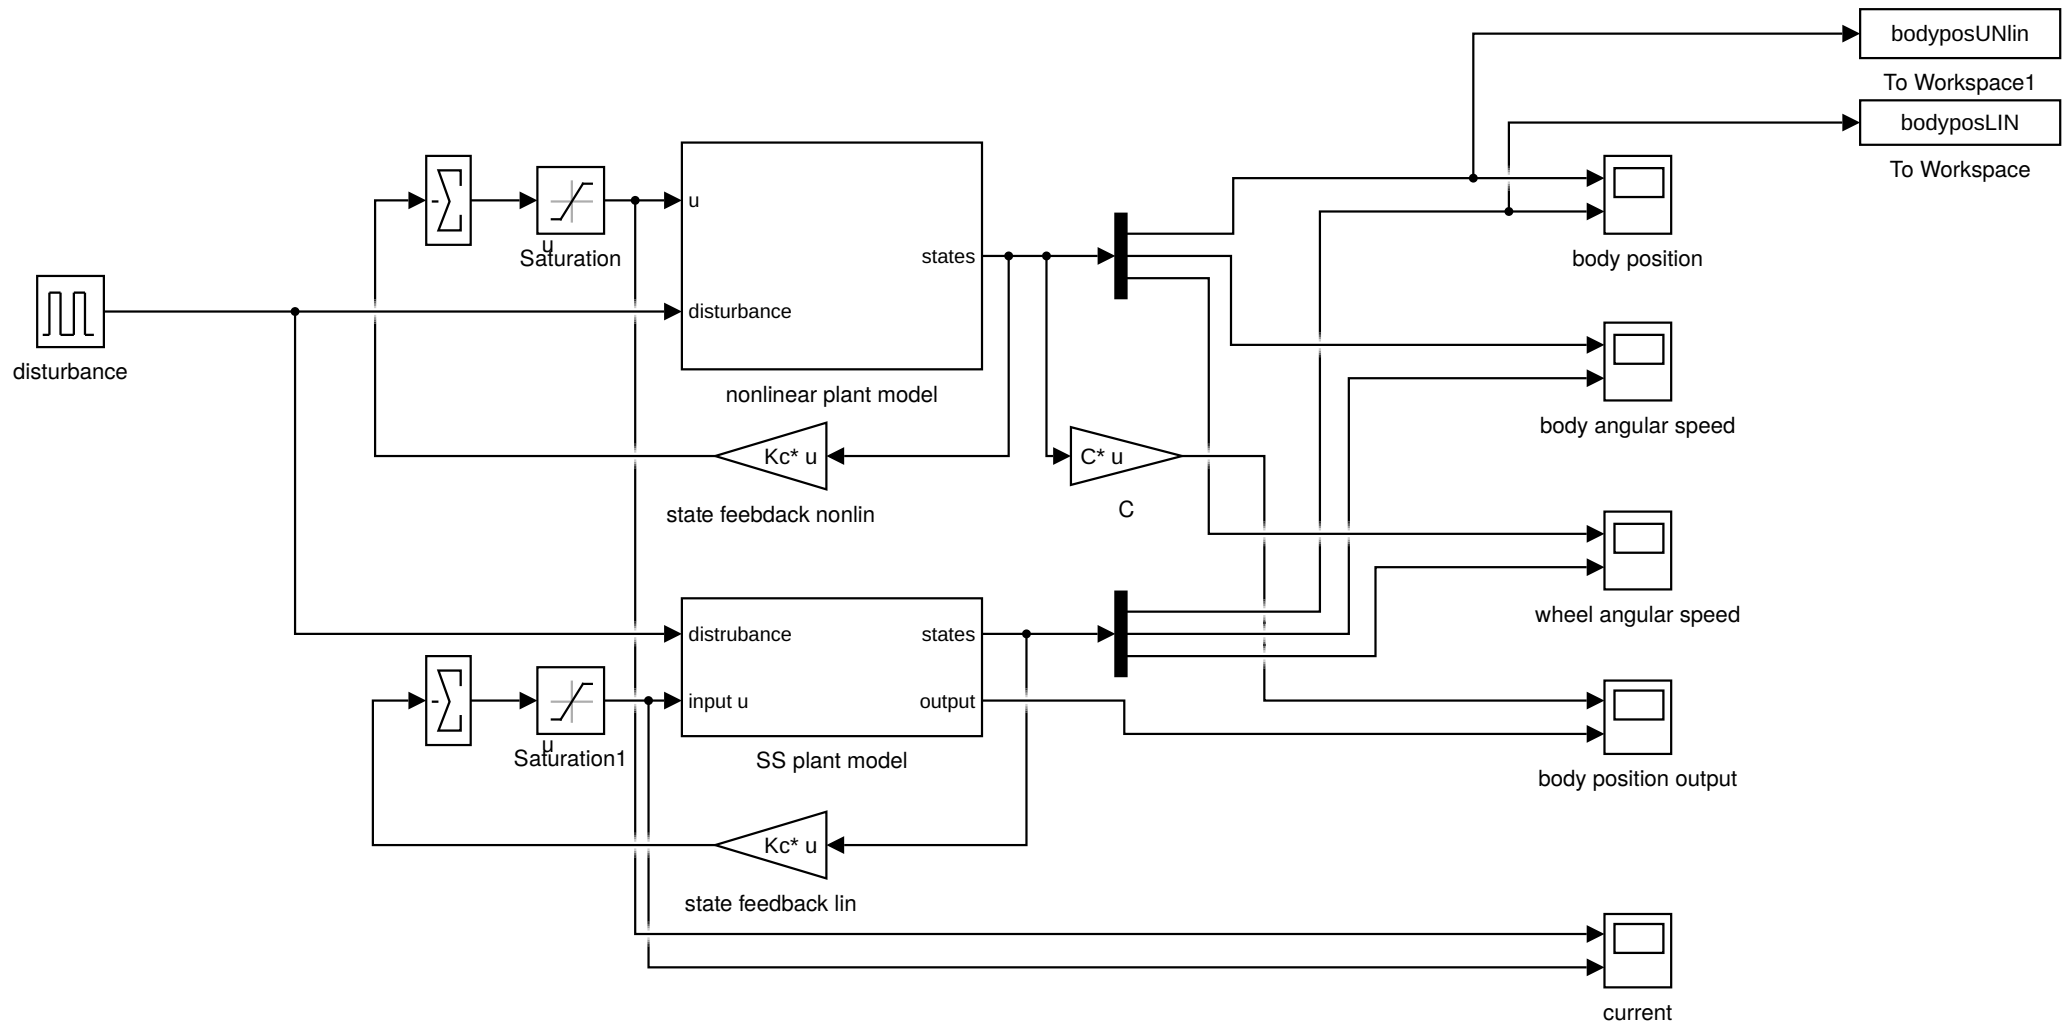 bodyposUNlin
To Workspace1
bodyposLIN
To Workspace
-
u
Saturation
u
states
disturbance
nonlinear plant model
body position
disturbance
body angular speed
Kc* u
state feebdack nonlin
C* u
C
wheel angular speed
distrubance
states
input u
output
SS plant model
-
u
Saturation1
body position output
Kc* u
state feedback lin
current